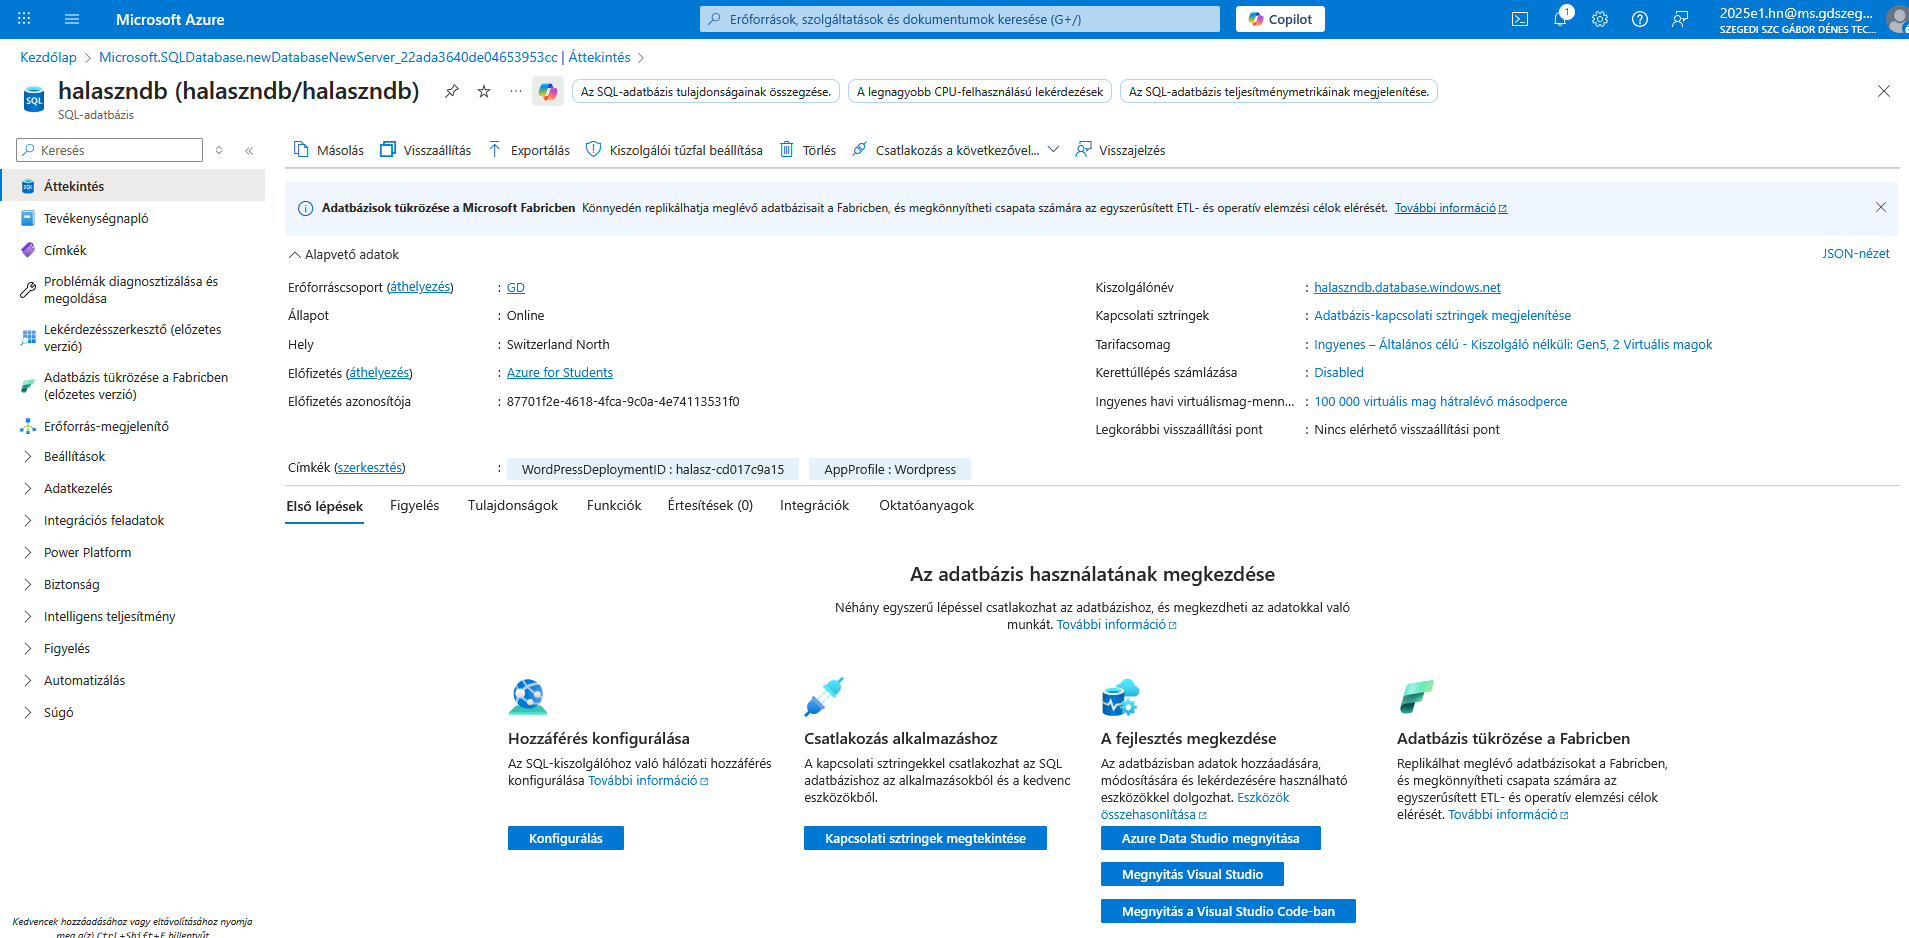 Microsoft Azure
Erőforrások, szolgáltatások és dokumentumok keresése (G+/)
Copilot
1
2025e1.hn@ms.gdszeg...
SZEGEDI SZC GÁBOR DÉNES TEC...
Kezdőlap > Microsoft.SQLDatabase.newDatabaseNewServer_22ada3640de04653953cc | Áttekintés >
halaszndb (halaszndb/halaszndb)
SQL-adatbázis
Az SQL-adatbázis tulajdonságainak összegzése.
A legnagyobb CPU-felhasználású lekérdezések
Az SQL-adatbázis teljesítménymetrikáinak megjelenítése.
Keresés
Áttekintés
Tevékenységnapló
Címkék
Problémák diagnosztizálása és
megoldása
Lekérdezésszerkesztő (előzetes
verzió)
Adatbázis tükrözése a Fabricben
(előzetes verzió)
Erőforrás-megjelenítő
Beállítások
Adatkezelés
Integrációs feladatok
Power Platform
Biztonság
Intelligens teljesítmény
Figyelés
Automatizálás
Súgó
Kedvencek hozzáadásához vagy eltávolításához nyomja
meg a(z) Ctrl+Shift+F billentyűt
Másolás
Visszaállítás
Exportálás
Kiszolgálói tűzfal beállítása
Törlés
Csatlakozás a következővel...
Visszajelzés
Adatbázisok tükrözése a Microsoft Fabricben Könnyedén replikálhatja meglévő adatbázisait a Fabricben, és megkönnyítheti csapata számára az egyszerűsített ETL- és operatív elemzési célok elérését. További információ
Alapvető adatok
JSON-nézet
Erőforráscsoport (áthelyezés) : GD
Állapot : Online
Hely : Switzerland North
Előfizetés (áthelyezés) : Azure for Students
Előfizetés azonosítója : 87701f2e-4618-4fca-9c0a-4e74113531f0
Kiszolgálónév : halaszndb.database.windows.net
Kapcsolati sztringek : Adatbázis-kapcsolati sztringek megjelenítése
Tarifacsomag : Ingyenes – Általános célú - Kiszolgáló nélküli: Gen5, 2 Virtuális magok
Kerettúllépés számlázása : Disabled
Ingyenes havi virtuálismag-menn... : 100 000 virtuális mag hátralévő másodperce
Legkorábbi visszaállítási pont : Nincs elérhető visszaállítási pont
Címkék (szerkesztés) : WordPressDeploymentID : halasz-cd017c9a15 AppProfile : Wordpress
Első lépések
Figyelés
Tulajdonságok
Funkciók
Értesítések (0)
Integrációk
Oktatóanyagok
Az adatbázis használatának megkezdése
Néhány egyszerű lépéssel csatlakozhat az adatbázishoz, és megkezdheti az adatokkal való
munkát. További információ
Hozzáférés konfigurálása
Az SQL-kiszolgálóhoz való hálózati hozzáférés
konfigurálása További információ
Konfigurálás
Csatlakozás alkalmazáshoz
A kapcsolati sztringekkel csatlakozhat az SQL
adatbázishoz az alkalmazásokból és a kedvenc
eszközökből.
Kapcsolati sztringek megtekintése
A fejlesztés megkezdése
Az adatbázisban adatok hozzáadására,
módosítására és lekérdezésére használható
eszközökkel dolgozhat. Eszközök
összehasonlítása
Azure Data Studio megnyitása
Megnyitás Visual Studio
Megnyitás a Visual Studio Code-ban
Adatbázis tükrözése a Fabricben
Replikálhat meglévő adatbázisokat a Fabricben,
és megkönnyítheti csapata számára az
egyszerűsített ETL- és operatív elemzési célok
elérését. További információ